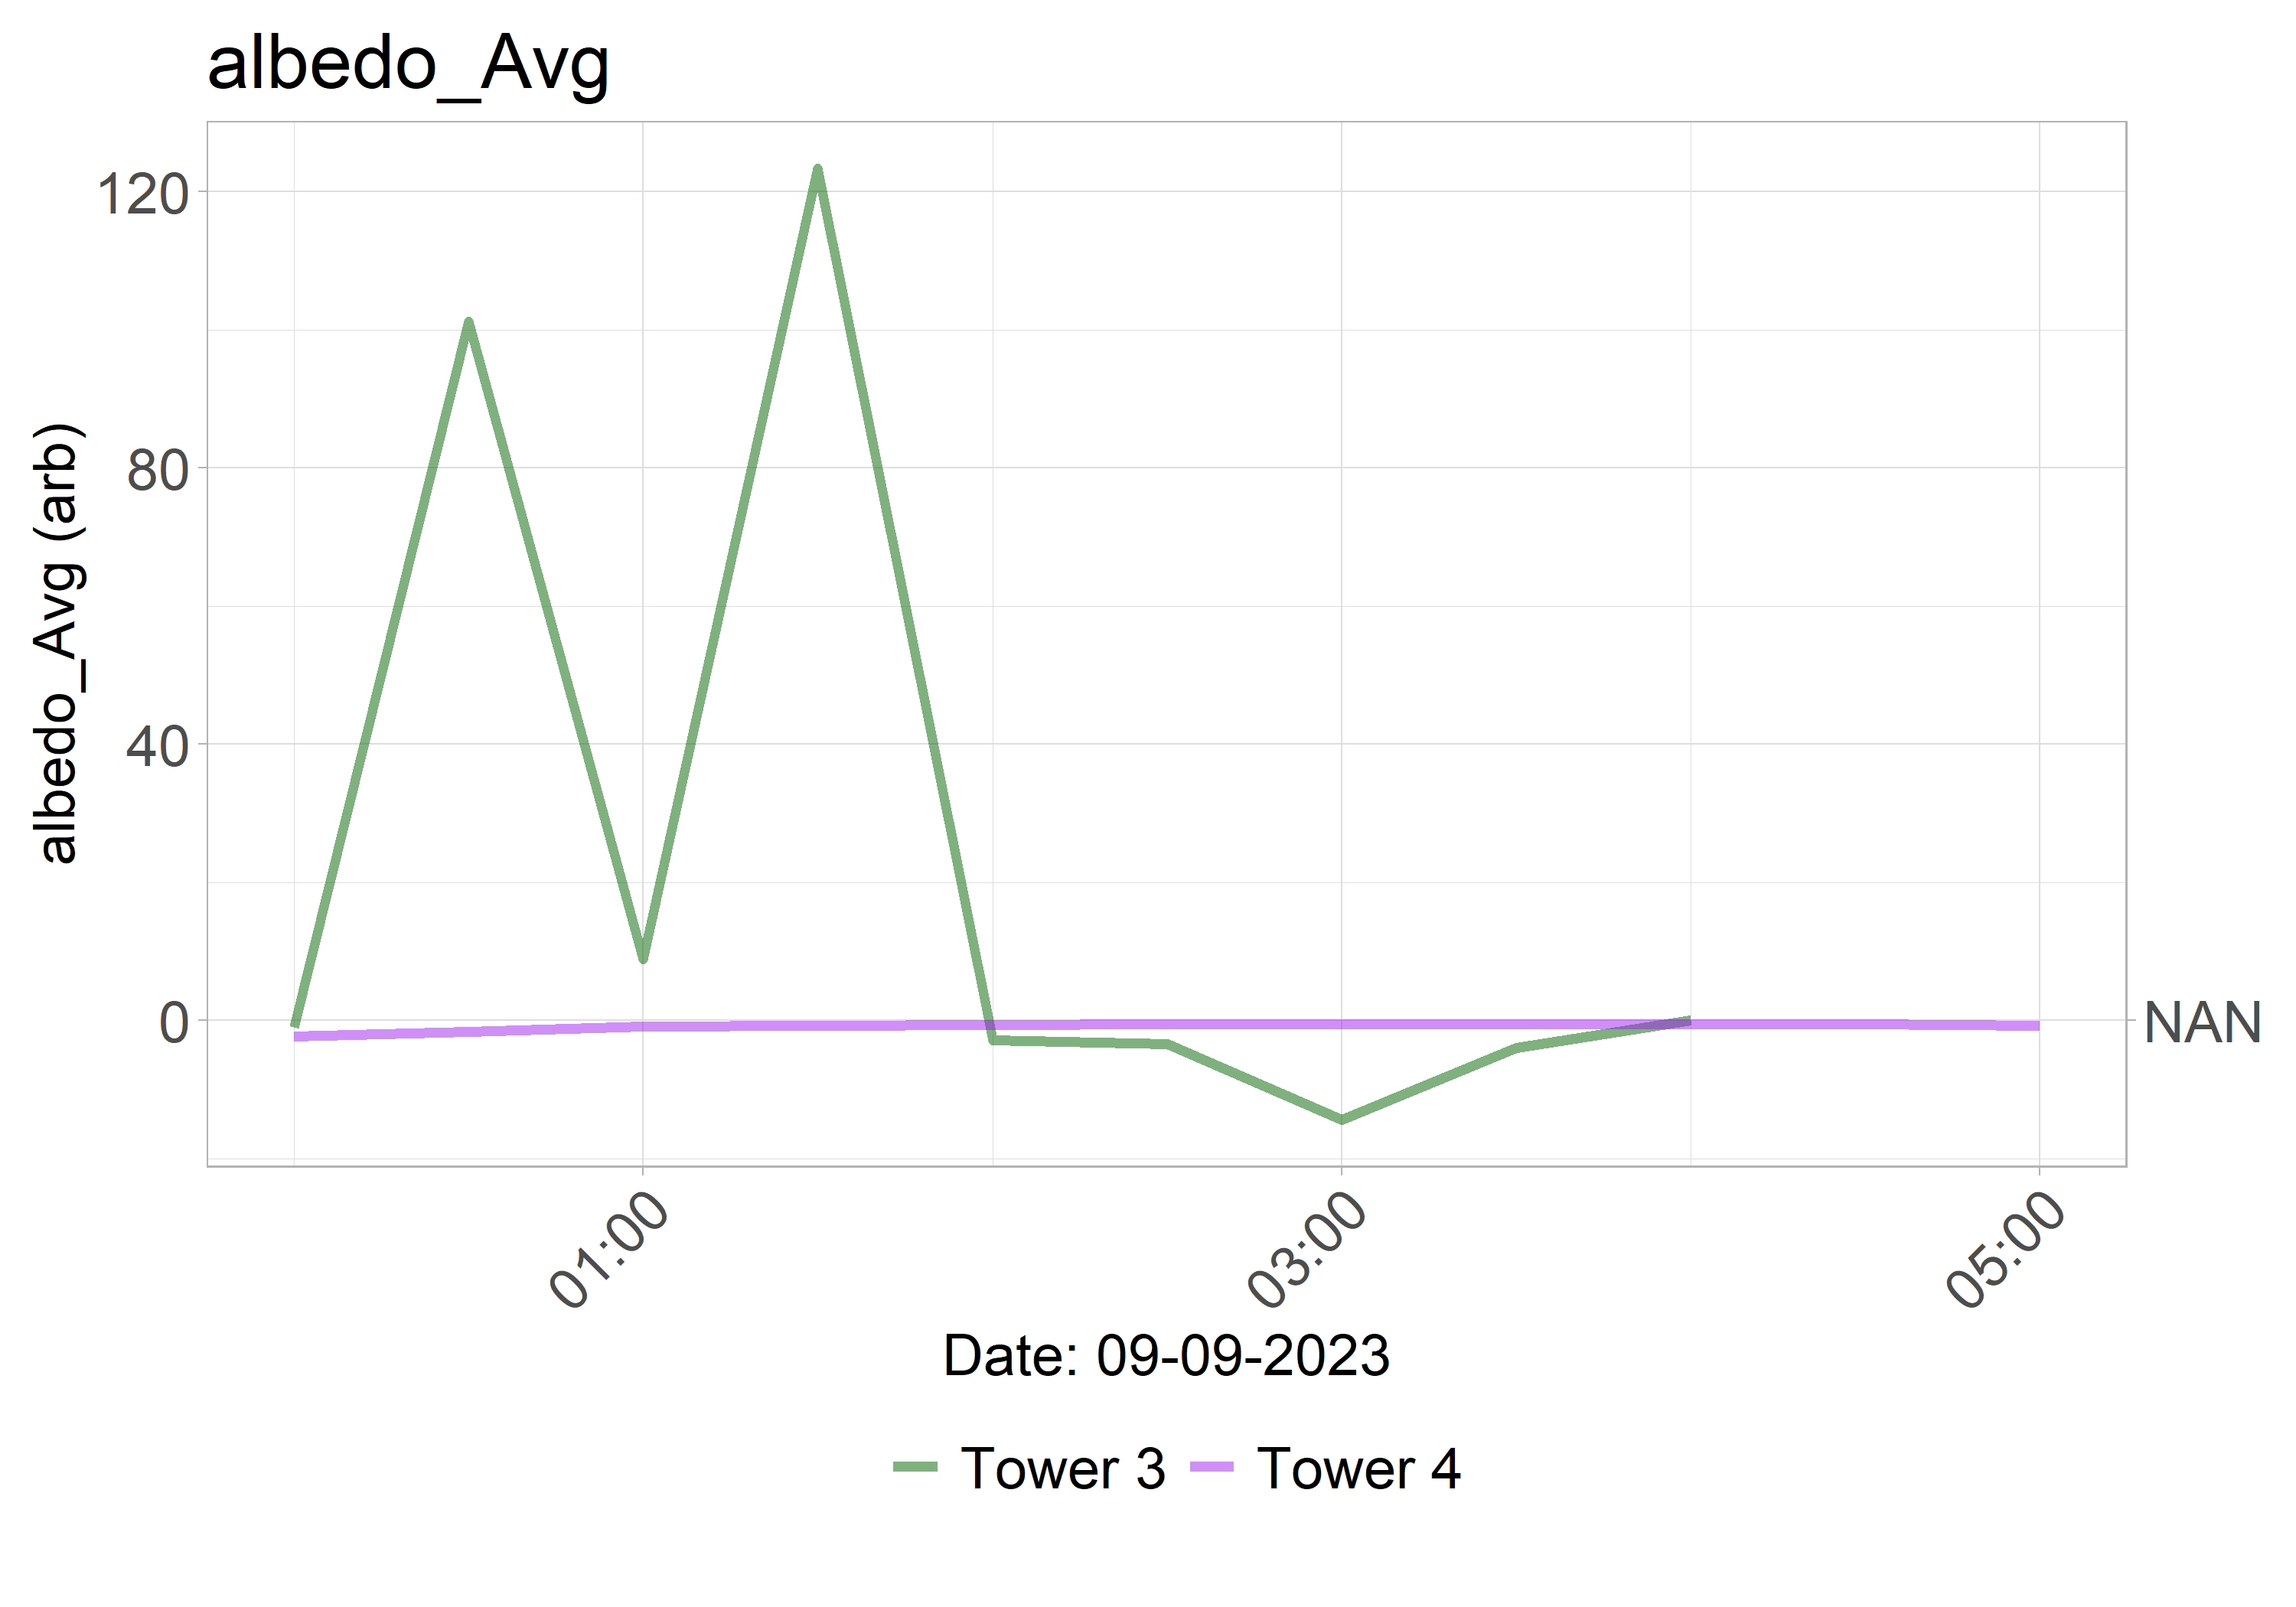 albedo_Avg
albedo_Avg (arb)
120
80
40
0
NAN
01:00
03:00
05:00
Date: 09-09-2023
Tower 3
Tower 4